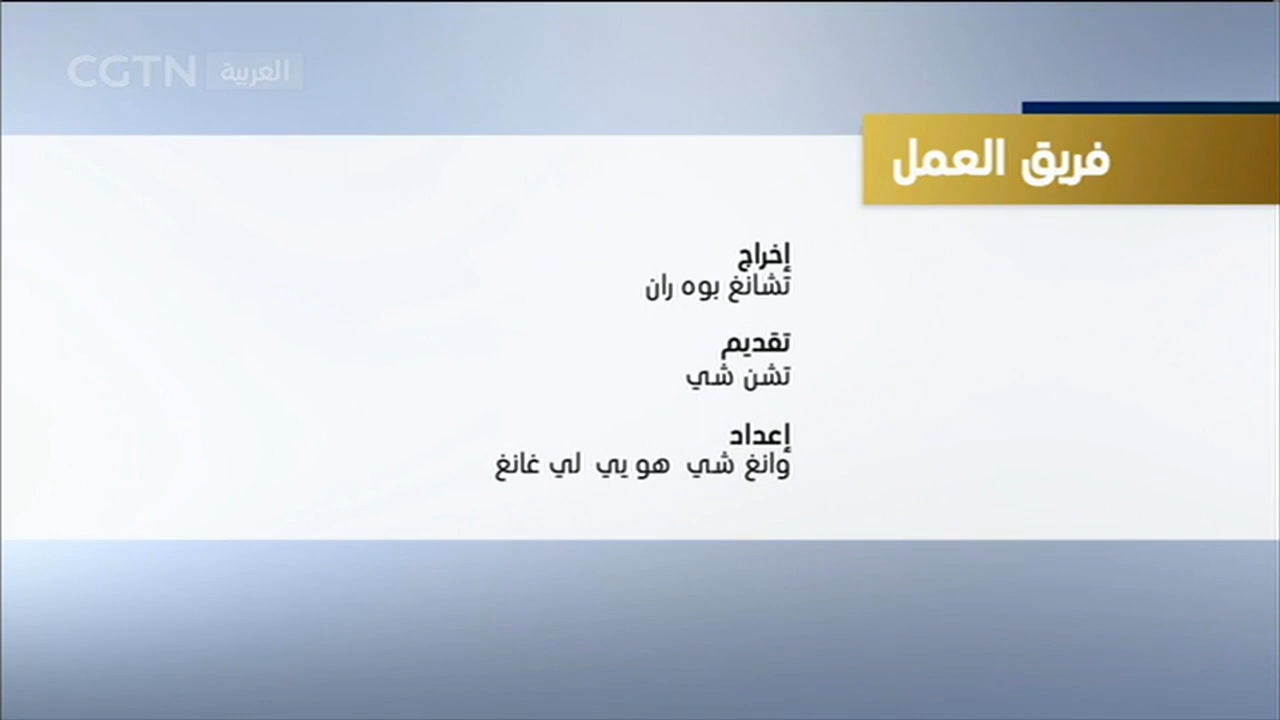 CGTN العربية
فريق العمل
إخراج
تشانغ بوه ران
تقديم
تشن شي
إعداد
وانغ شي هو يي لي غانغ